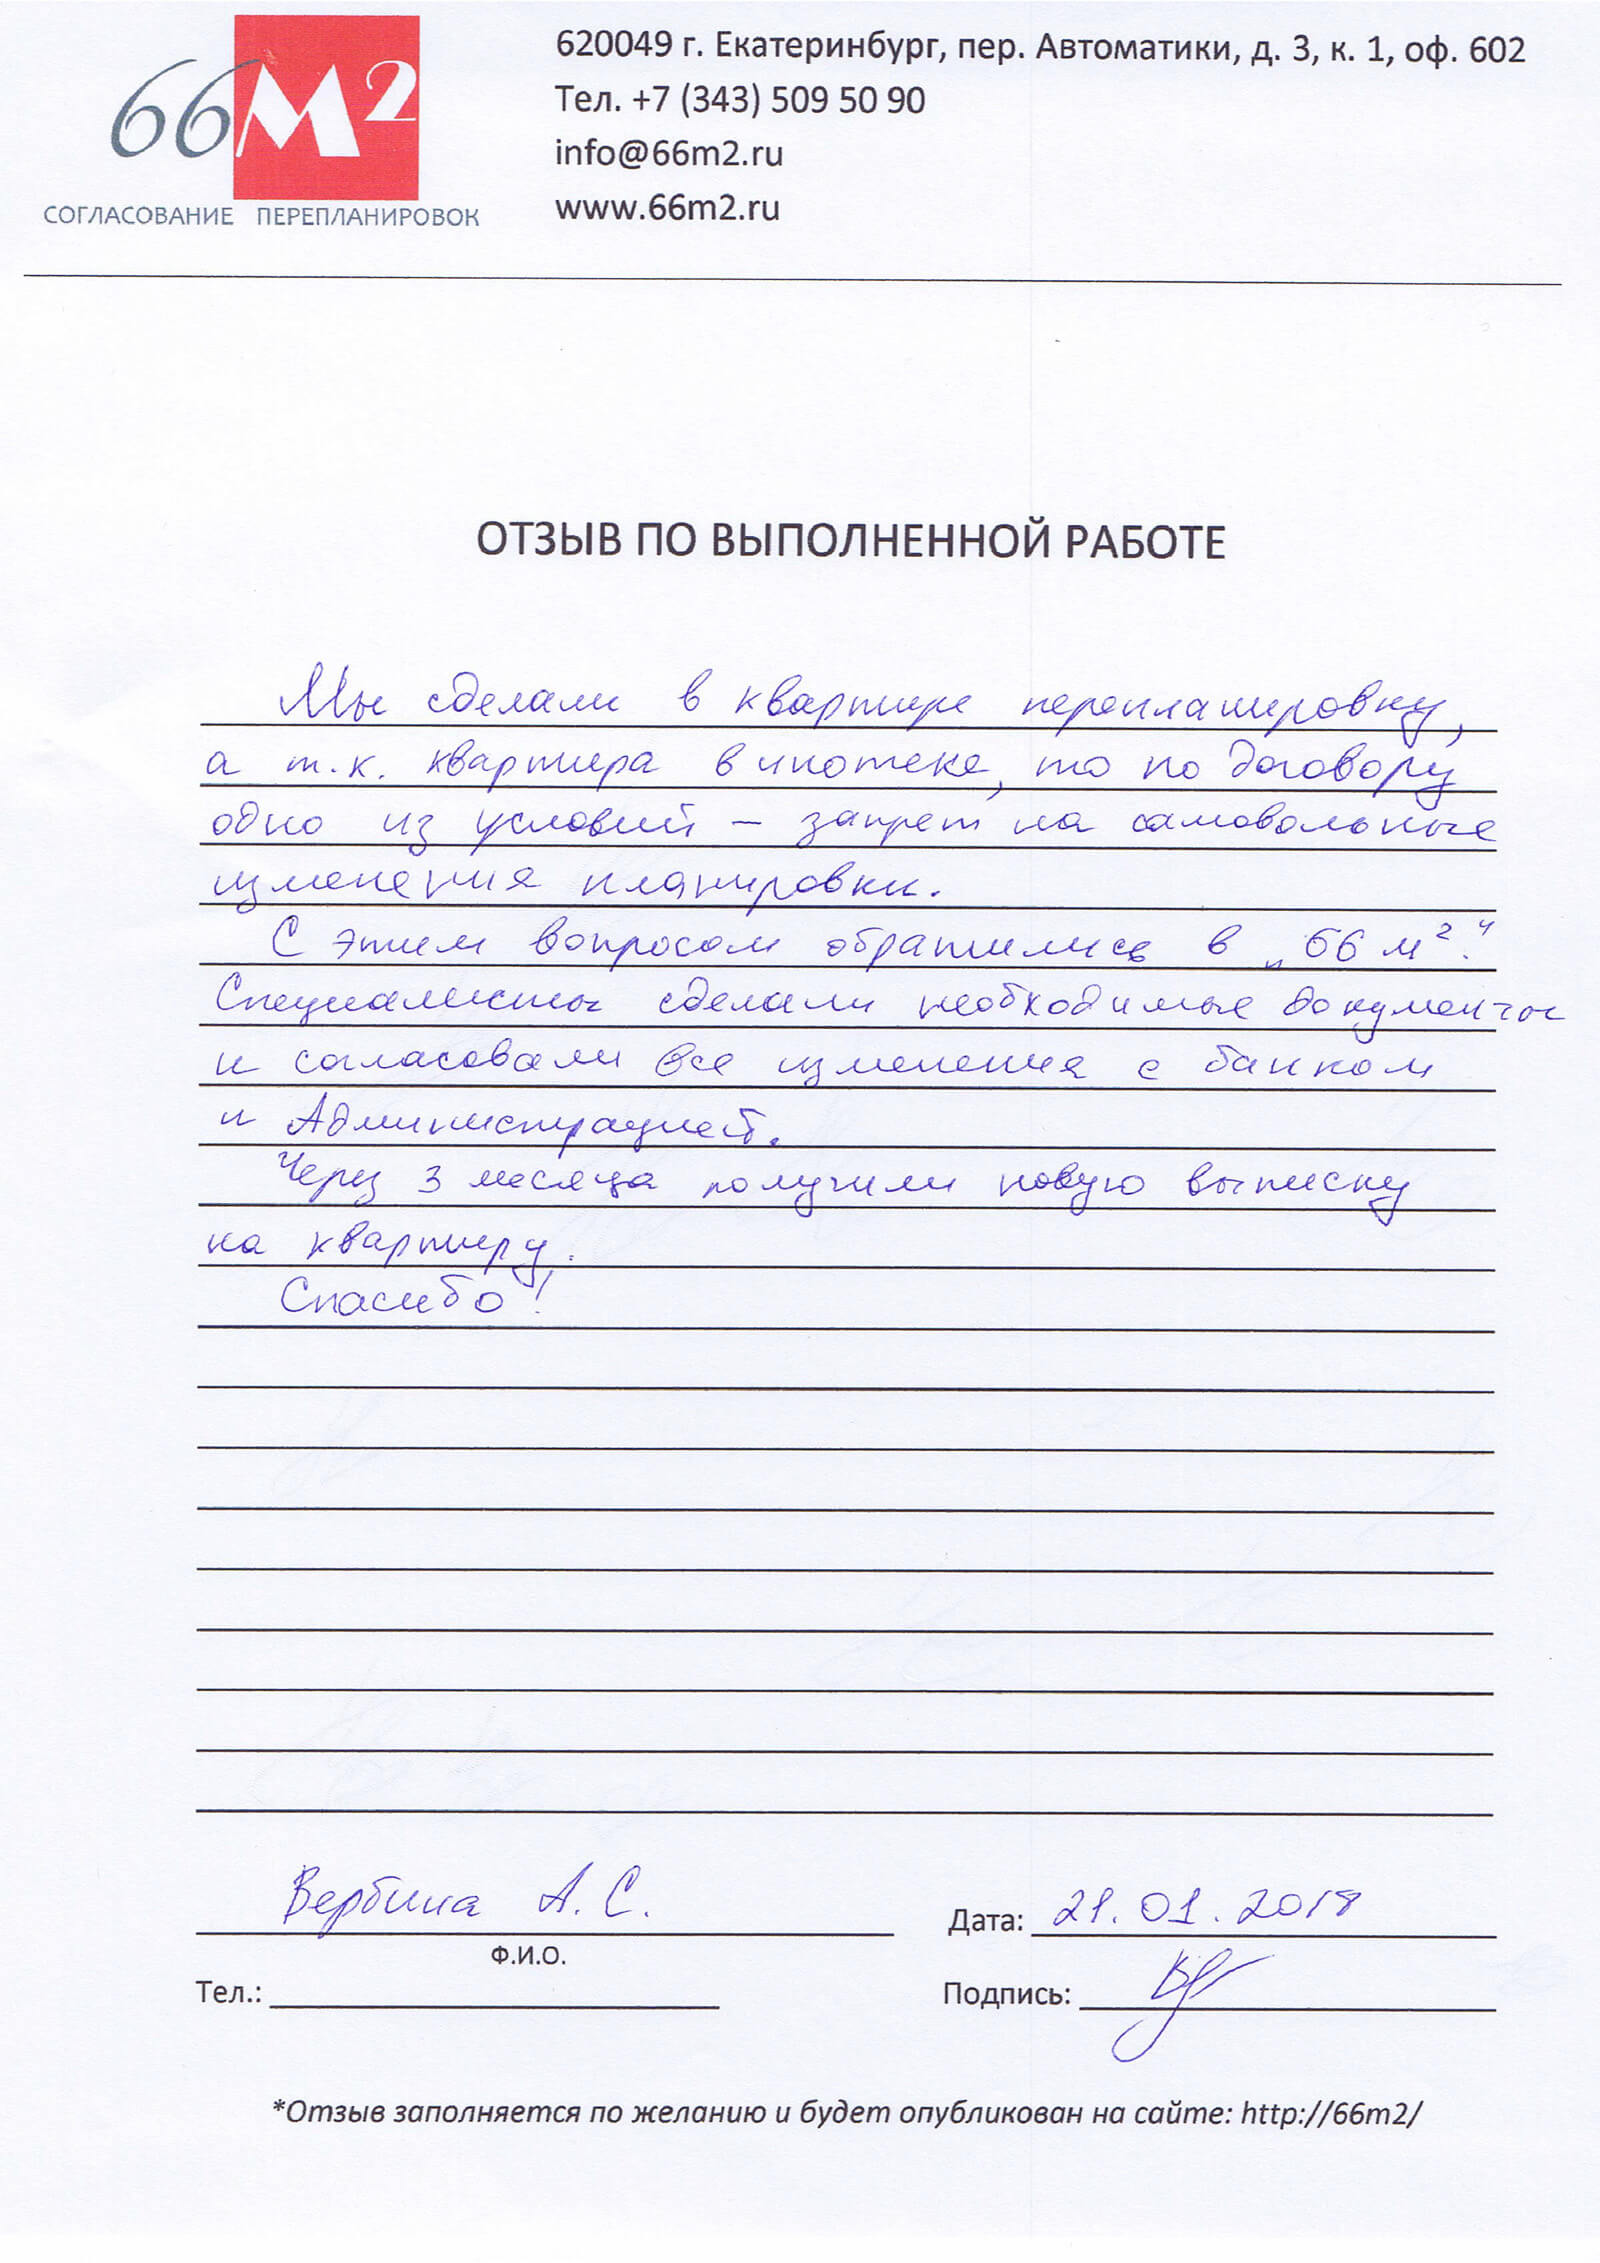 66М2
СОГЛАСОВАНИЕ ПЕРЕПЛАНИРОВОК
620049 г. Екатеринбург, пер. Автоматики, д. 3, к. 1, оф. 602
Тел. +7 (343) 509 50 90
info@66m2.ru
www.66m2.ru
ОТЗЫВ ПО ВЫПОЛНЕННОЙ РАБОТЕ
Мы сделали в квартире перепланировку,
а т.к. квартира в ипотеке, то по договору
одно из условий – запрет на самовольные
изменения планировки.
С этим вопросом обратились в „66 м²“.
Специалисты сделали необходимые документы
и согласовали все изменения с банком
и Администрацией.
Через 3 месяца получили новую выписку
на квартиру.
Спасибо!
Вербина А. С.
Ф.И.О.
Дата: 21.01.2018
Тел.:
Подпись:
*Отзыв заполняется по желанию и будет опубликован на сайте: http://66m2/